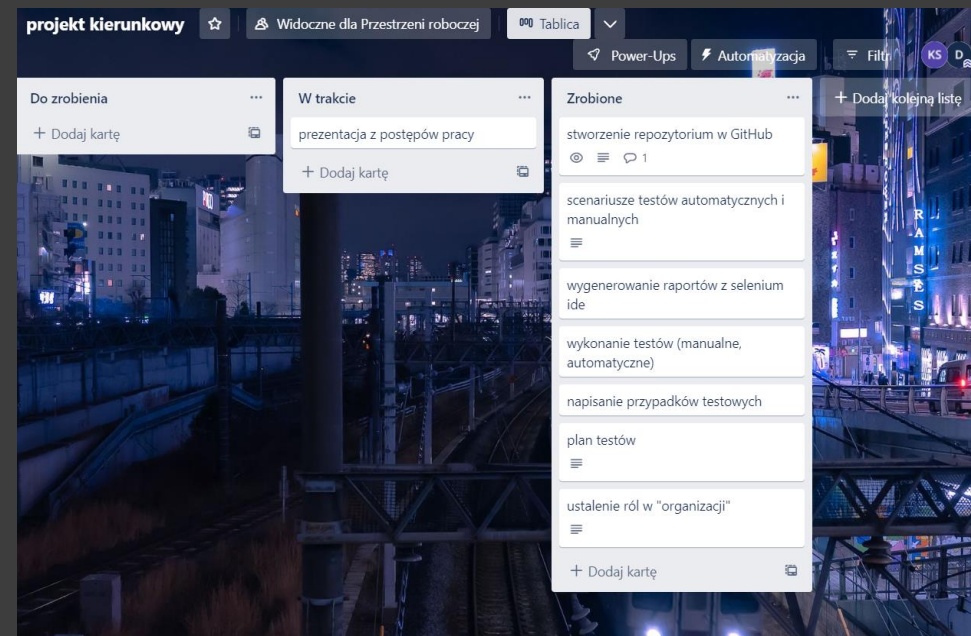 projekt kierunkowy
Widoczne dla Przestrzeni roboczej
Tablica
Power-Ups
Automatyzacja
Filtr
KS
D
Do zrobienia
+ Dodaj kartę
W trakcie
prezentacja z postępów pracy
+ Dodaj kartę
Zrobione
stworzenie repozytorium w GitHub
1
scenariusze testów automatycznych i
manualnych
wygenerowanie raportów z selenium
ide
wykonanie testów (manualne,
automatyczne)
napisanie przypadków testowych
plan testów
ustalenie ról w "organizacji"
+ Dodaj kartę
+ Dodaj kolejną listę
RAMSES